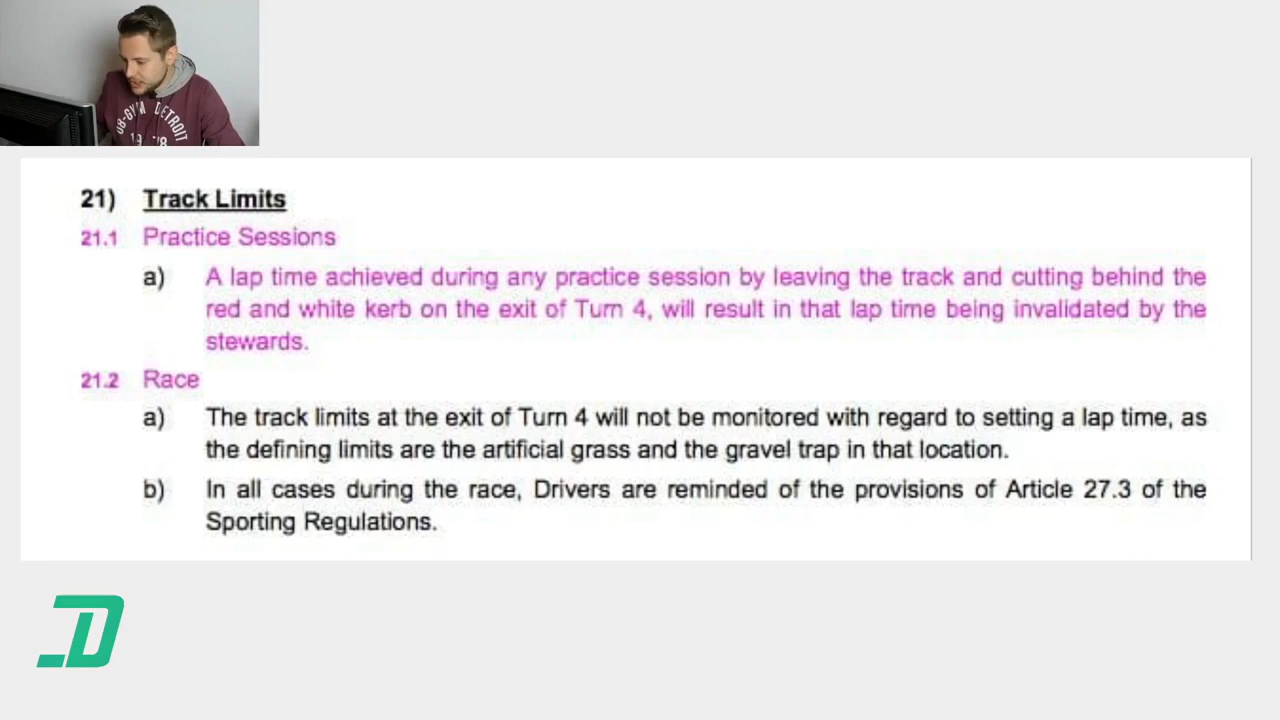 08-GYM DETROIT
21) Track Limits
21.1 Practice Sessions
a) A lap time achieved during any practice session by leaving the track and cutting behind the
red and white kerb on the exit of Turn 4, will result in that lap time being invalidated by the
stewards.
21.2 Race
a) The track limits at the exit of Turn 4 will not be monitored with regard to setting a lap time, as
the defining limits are the artificial grass and the gravel trap in that location.
b) In all cases during the race, Drivers are reminded of the provisions of Article 27.3 of the
Sporting Regulations.
D